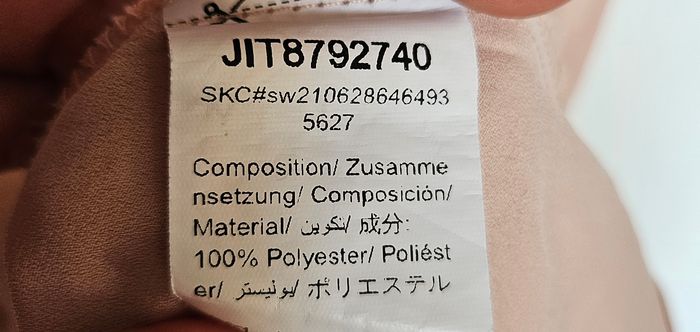 JIT8792740
SKC#sw210628646493
5627
Composition/ Zusamme
nsetzung/ Composición/
Material/ تكوين/ 成分:
100% Polyester/ Poliést
er/ بوليستر/ ポリエステル